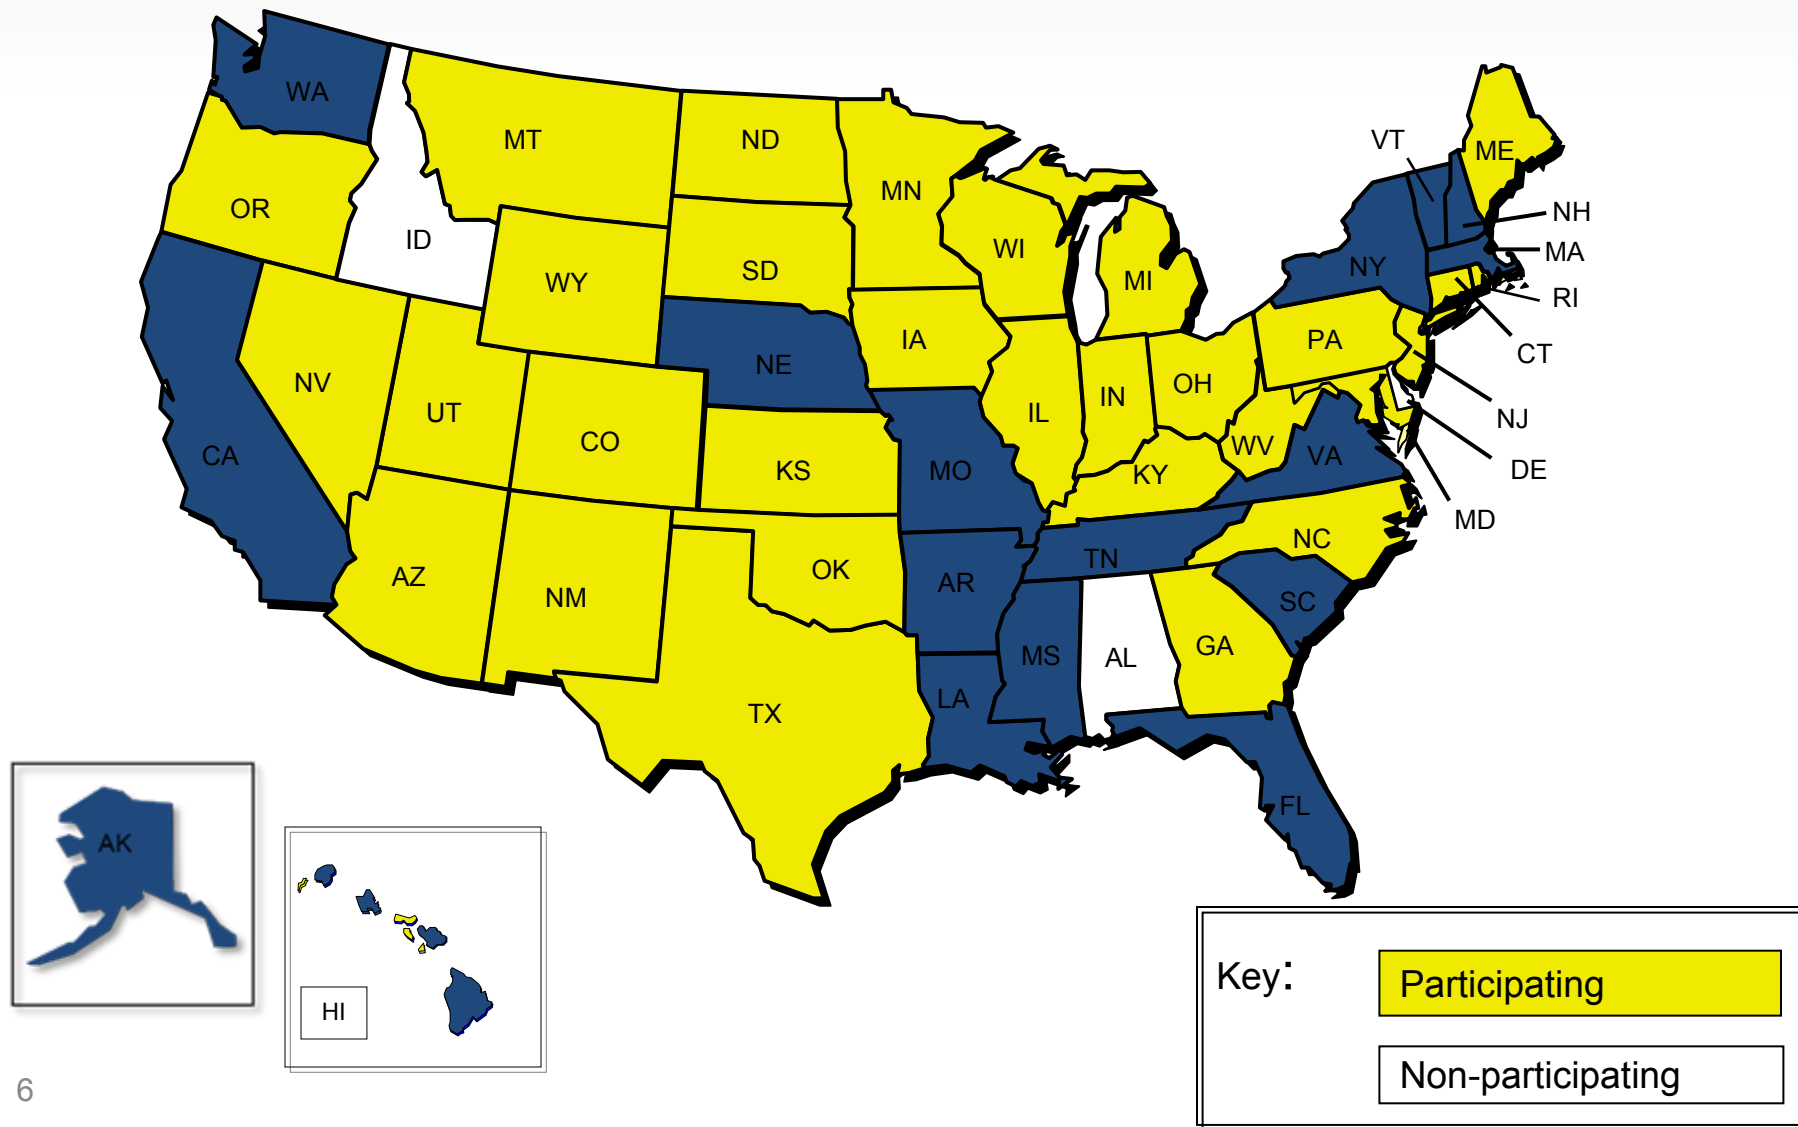 WA
MT
ND
MN
VT
ME
OR
ID
WI
NH
MA
NY
WY
SD
MI
RI
IA
PA
CT
NE
NV
UT
CO
IL
IN
OH
NJ
CA
KS
MO
KY
WV
VA
DE
MD
AZ
NM
OK
AR
TN
NC
SC
TX
LA
MS
AL
GA
FL
AK
HI
Key:
Participating
Non-participating
6